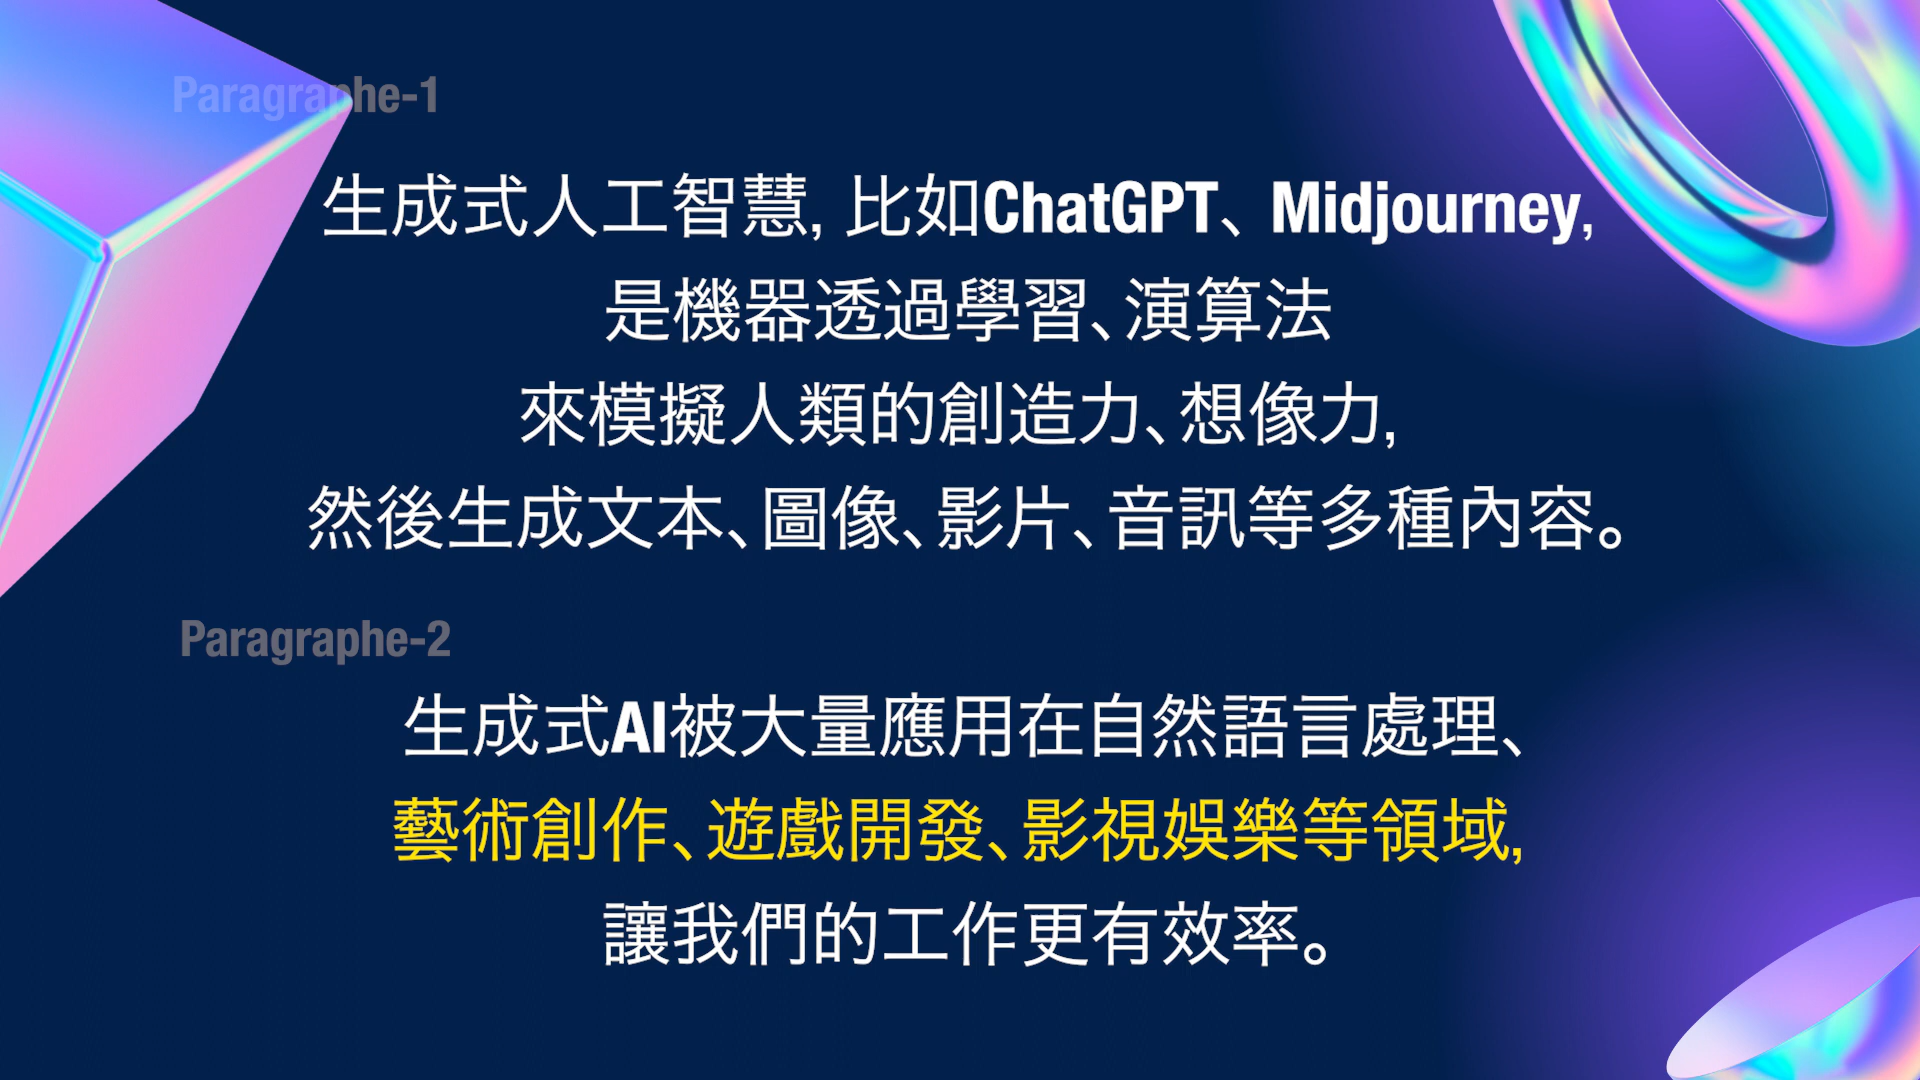 Paragraphe-1
生成式人工智慧, 比如ChatGPT、Midjourney,
是機器透過學習、演算法
來模擬人類的創造力、想像力,
然後生成文本、圖像、影片、音訊等多種內容。
Paragraphe-2
生成式AI被大量應用在自然語言處理、
藝術創作、遊戲開發、影視娛樂等領域,
讓我們的工作更有效率。